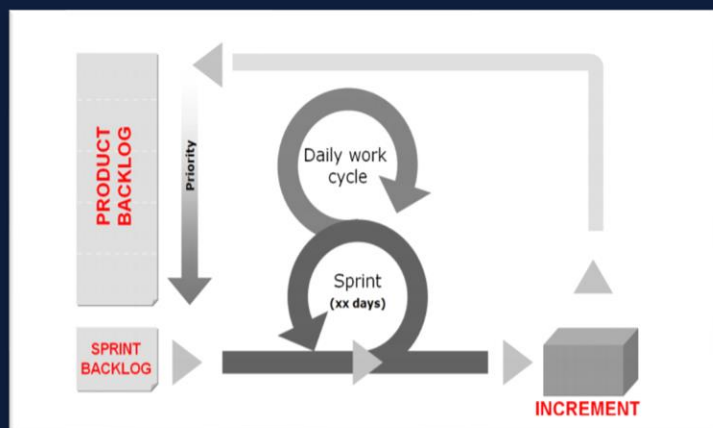 PRODUCT
BACKLOG
Priority
Daily work
cycle
Sprint
(xx days)
SPRINT
BACKLOG
INCREMENT